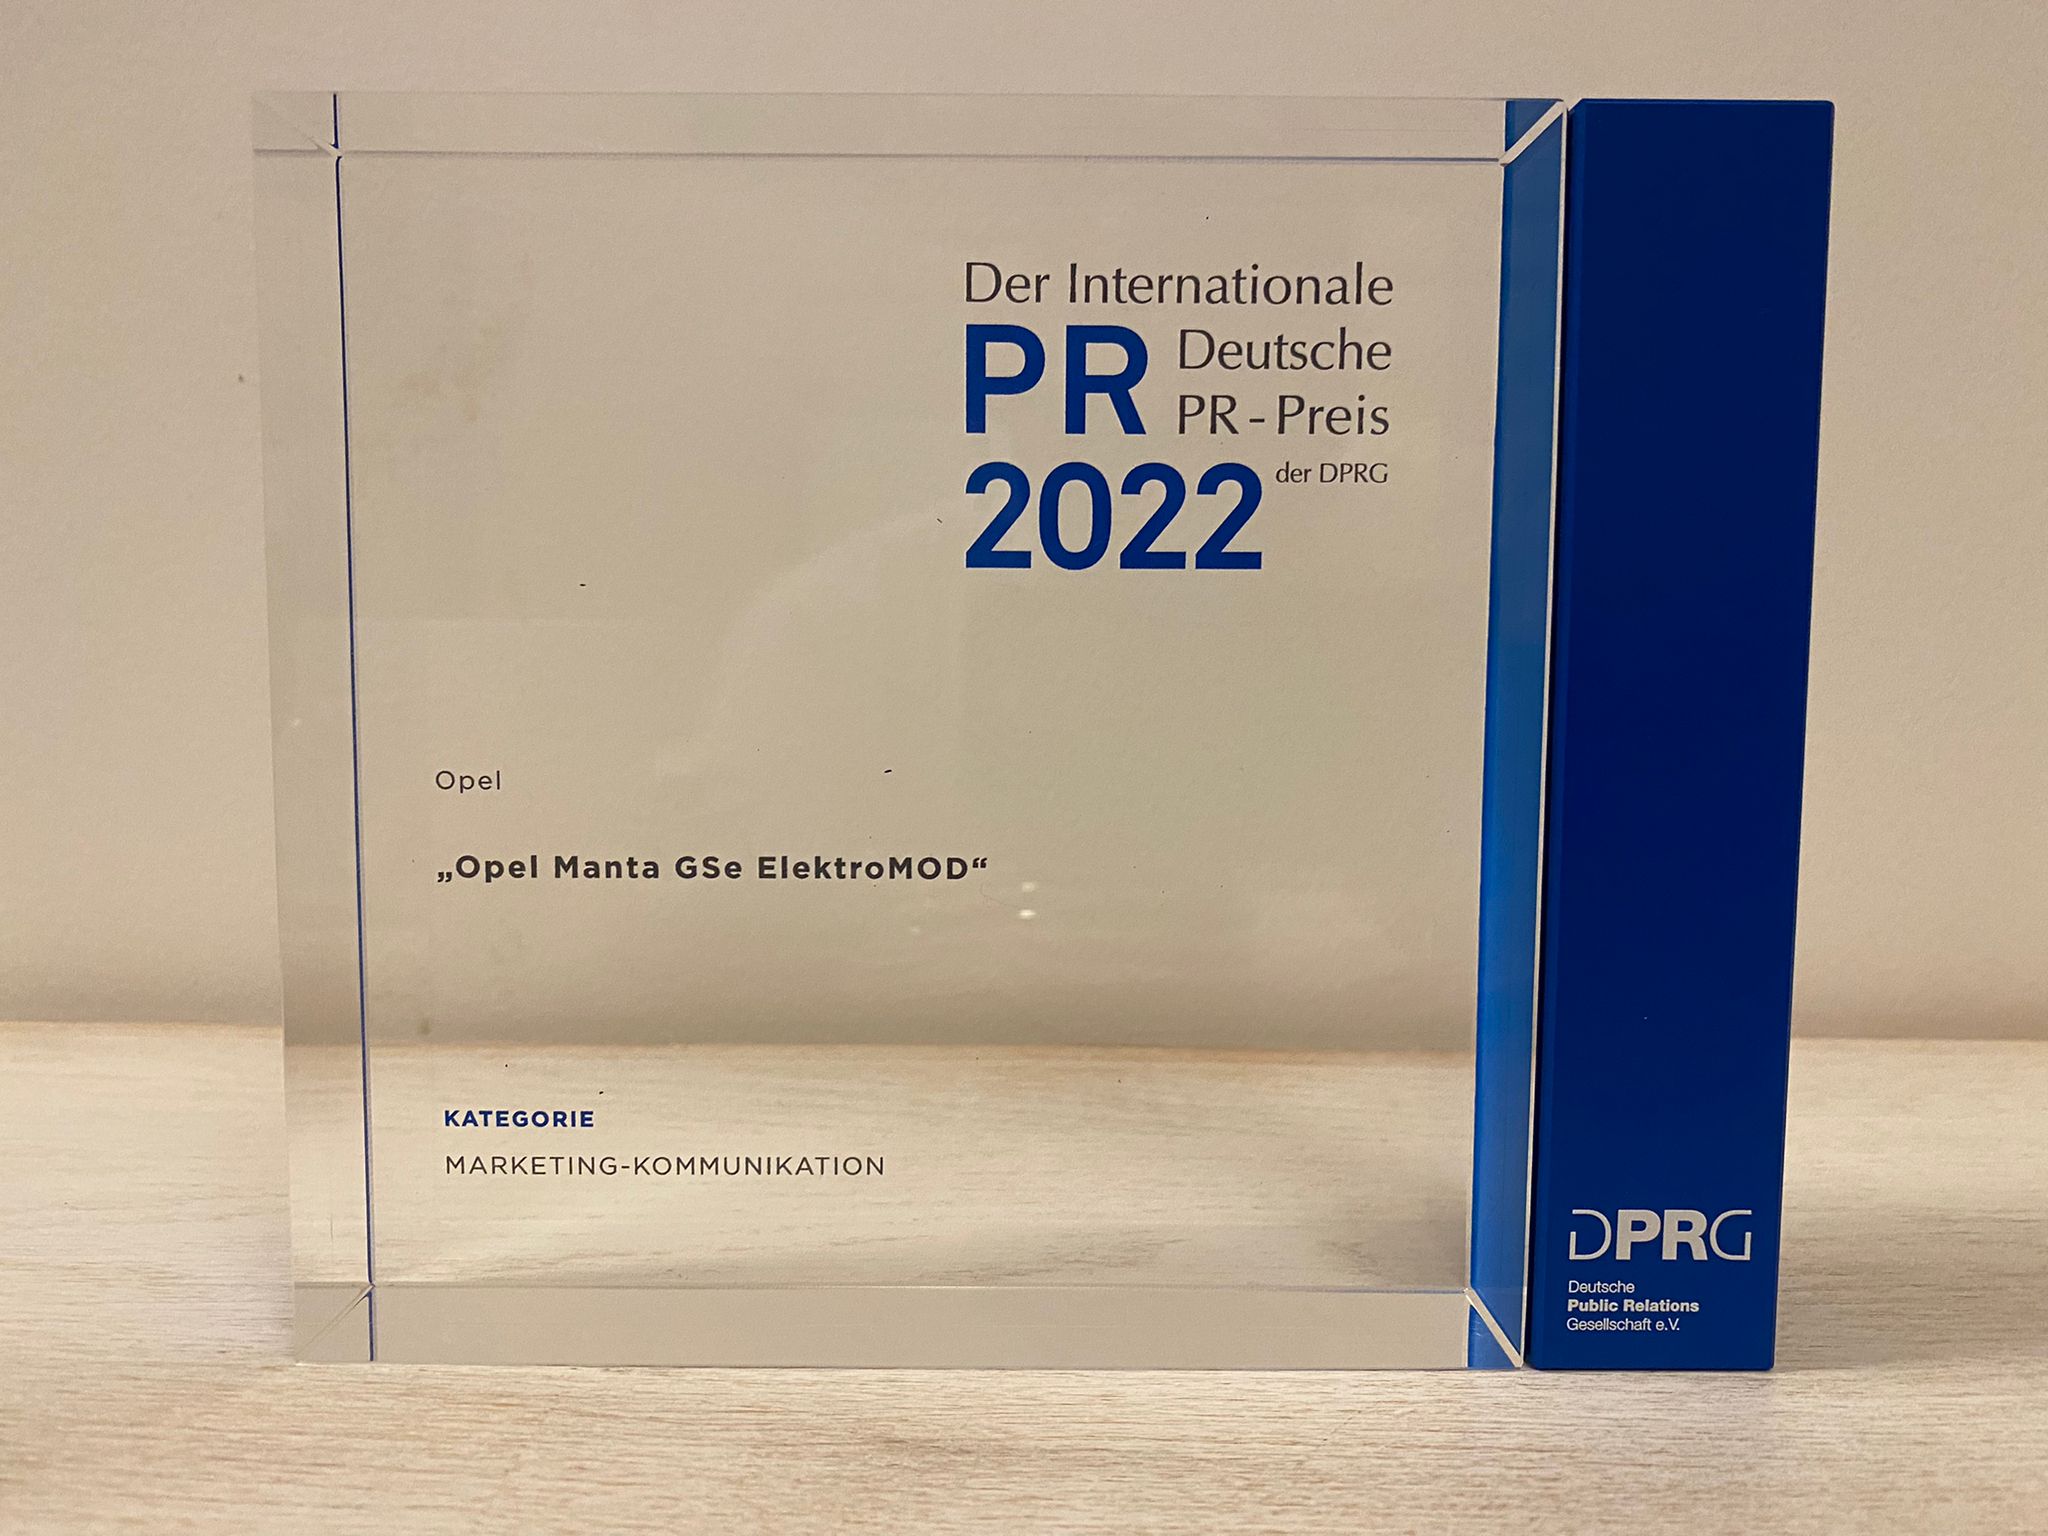 Der Internationale
PR Deutsche
PR-Preis
2022 der DPRG
Opel
„Opel Manta GSe ElektroMOD“
KATEGORIE
MARKETING-KOMMUNIKATION
DPRG
Deutsche
Public Relations
Gesellschaft e.V.